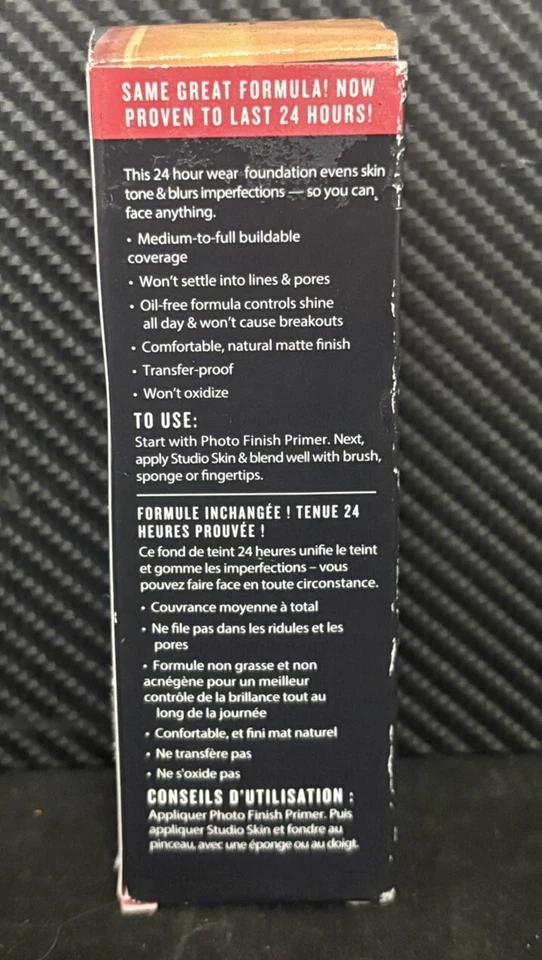 SAME GREAT FORMULA! NOW
PROVEN TO LAST 24 HOURS!
This 24 hour wear foundation evens skin
tone & blurs imperfections — so you can
face anything.
• Medium-to-full buildable
coverage
• Won't settle into lines & pores
• Oil-free formula controls shine
all day & won't cause breakouts
• Comfortable, natural matte finish
• Transfer-proof
• Won't oxidize
TO USE:
Start with Photo Finish Primer. Next,
apply Studio Skin & blend well with brush,
sponge or fingertips.
FORMULE INCHANGÉE ! TENUE 24
HEURES PROUVÉE !
Ce fond de teint 24 heures unifie le teint
et gomme les imperfections – vous
pouvez faire face en toute circonstance.
• Couvrance moyenne à total
• Ne file pas dans les ridules et les
pores
• Formule non grasse et non
acnégène pour un meilleur
contrôle de la brillance tout au
long de la journée
• Confortable, et fini mat naturel
• Ne transfère pas
• Ne s'oxide pas
CONSEILS D'UTILISATION :
Appliquer Photo Finish Primer. Puis
appliquer Studio Skin et fondre au
pinceau, avec une éponge ou au doigt.